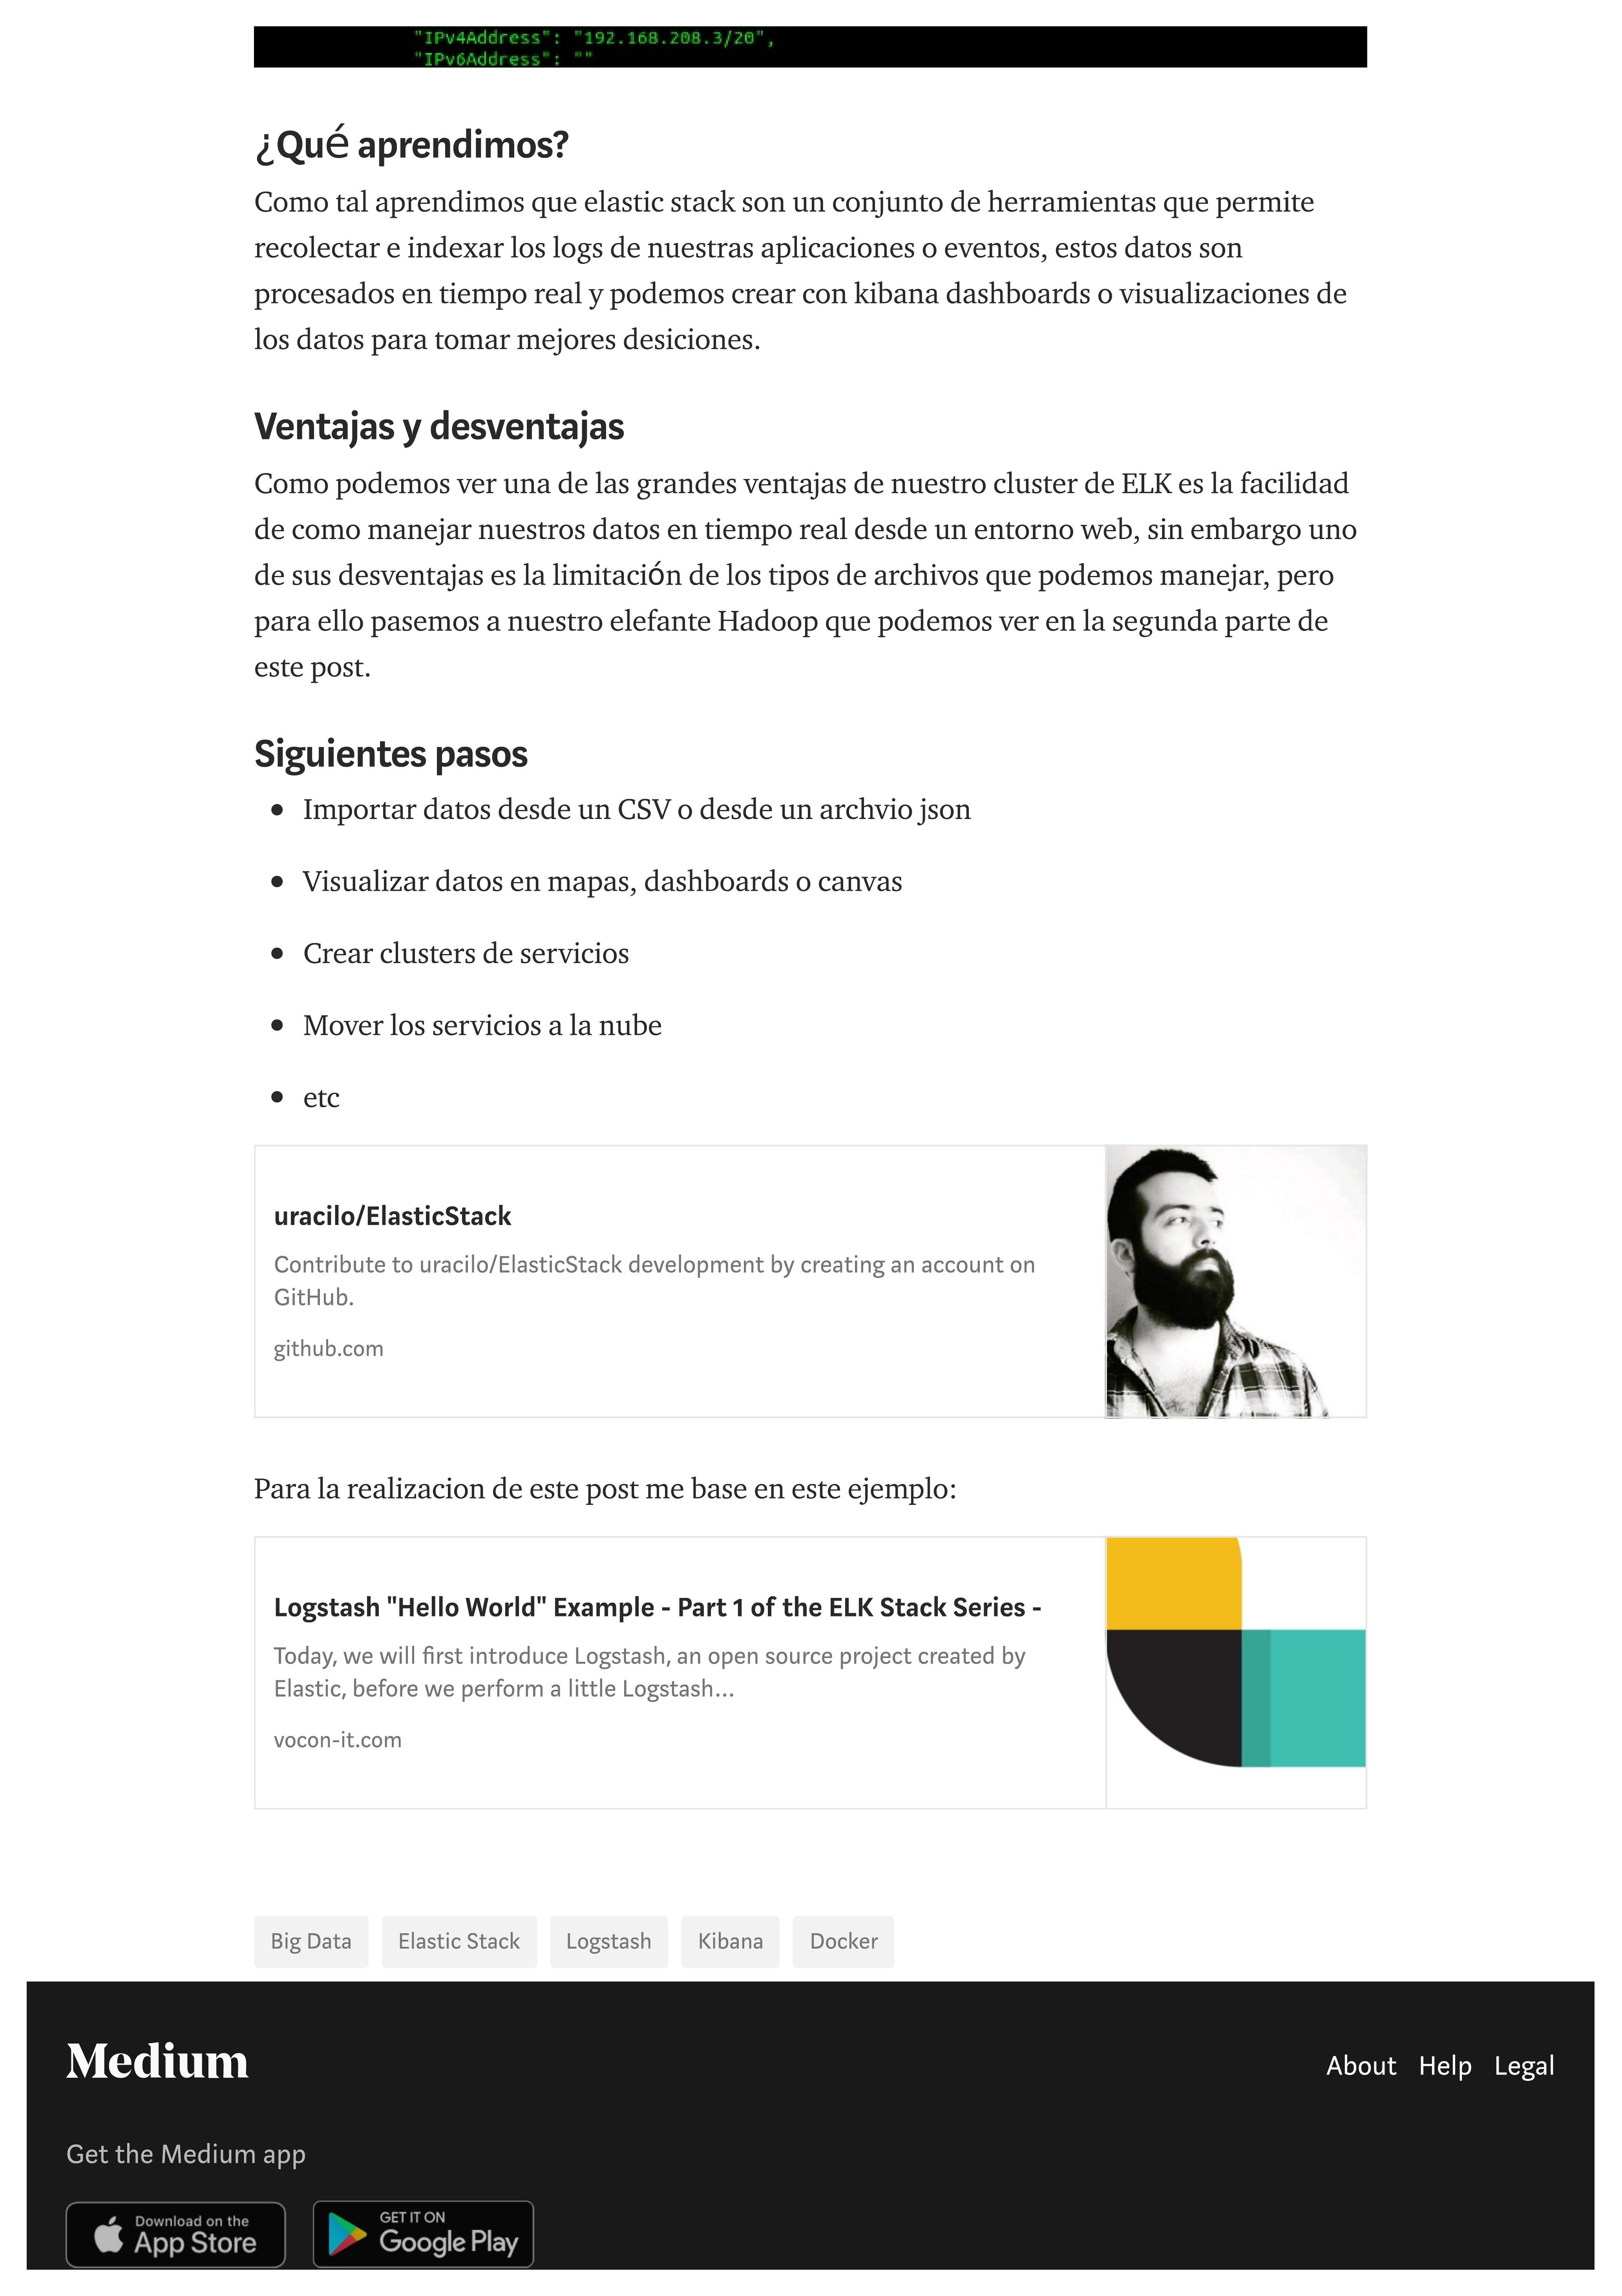 "IPv4Address": "192.168.208.3/20",
"IPv6Address": ""
¿Qué aprendimos?
Como tal aprendimos que elastic stack son un conjunto de herramientas que permite
recolectar e indexar los logs de nuestras aplicaciones o eventos, estos datos son
procesados en tiempo real y podemos crear con kibana dashboards o visualizaciones de
los datos para tomar mejores desiciones.
Ventajas y desventajas
Como podemos ver una de las grandes ventajas de nuestro cluster de ELK es la facilidad
de como manejar nuestros datos en tiempo real desde un entorno web, sin embargo uno
de sus desventajas es la limitación de los tipos de archivos que podemos manejar, pero
para ello pasemos a nuestro elefante Hadoop que podemos ver en la segunda parte de
este post.
Siguientes pasos
• Importar datos desde un CSV o desde un archvio json
• Visualizar datos en mapas, dashboards o canvas
• Crear clusters de servicios
• Mover los servicios a la nube
• etc
uracilo/ElasticStack
Contribute to uracilo/ElasticStack development by creating an account on
GitHub.
github.com
Para la realizacion de este post me base en este ejemplo:
Logstash "Hello World" Example - Part 1 of the ELK Stack Series -
Today, we will first introduce Logstash, an open source project created by
Elastic, before we perform a little Logstash…
vocon-it.com
Big Data Elastic Stack Logstash Kibana Docker
Medium
About Help Legal
Get the Medium app
Download on the
App Store
GET IT ON
Google Play